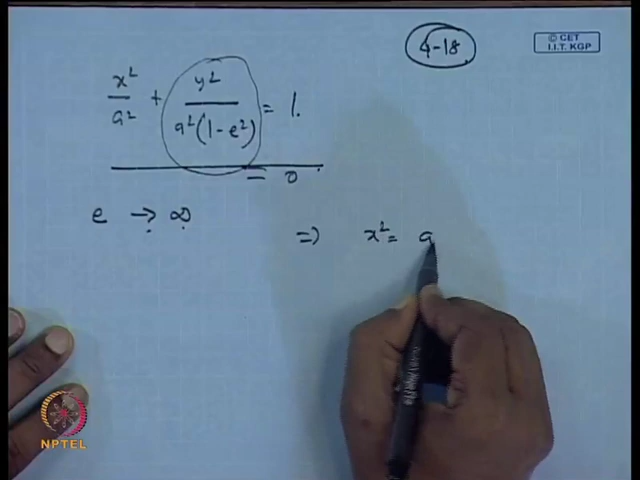 4-18
© CET
I.I.T. KGP
x²/a² + y²/a²(1-e²) = 1.
= 0
e → ∞
⇒ x² = a
NPTEL